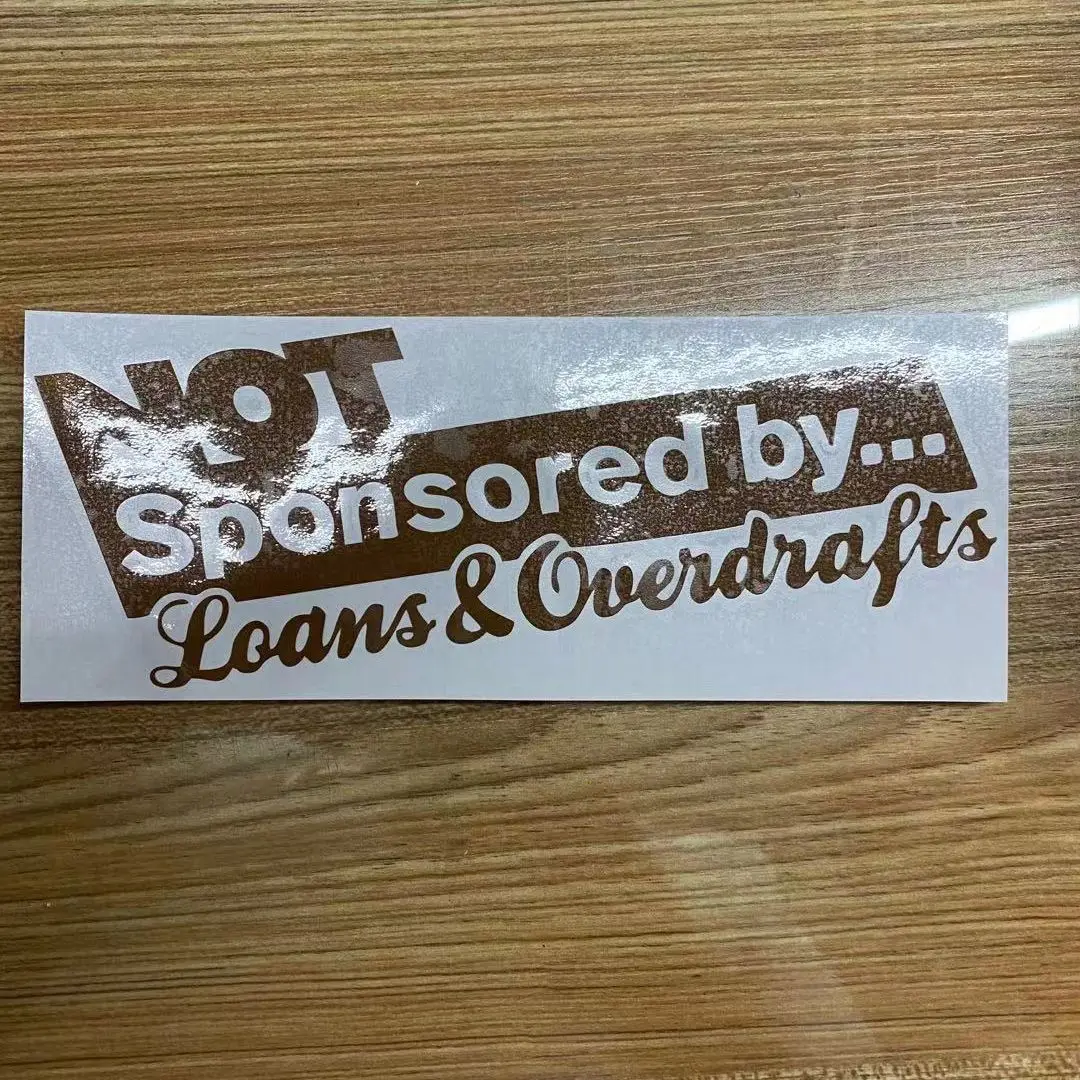 NOT
Sponsored by...
Loans & Overdrafts